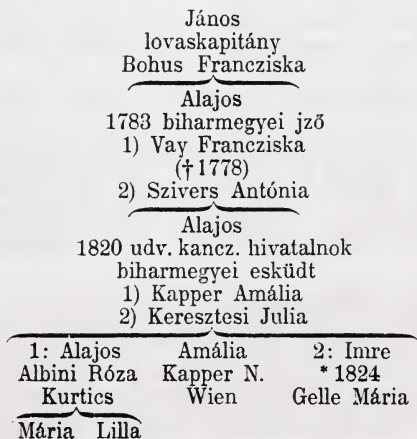 János
lovaskapitány
Bohus Francziska
Alajos
1783 biharmegyei jző
1) Vay Francziska
(†1778)
2) Szivers Antónia
Alajos
1820 udv. kancz. hivatalnok
biharmegyei esküdt
1) Kapper Amália
2) Keresztesi Julia
1: Alajos Amália 2: Imre
Albini Róza Kapper N. * 1824
Kurtics Wien Gelle Mária
Mária Lilla